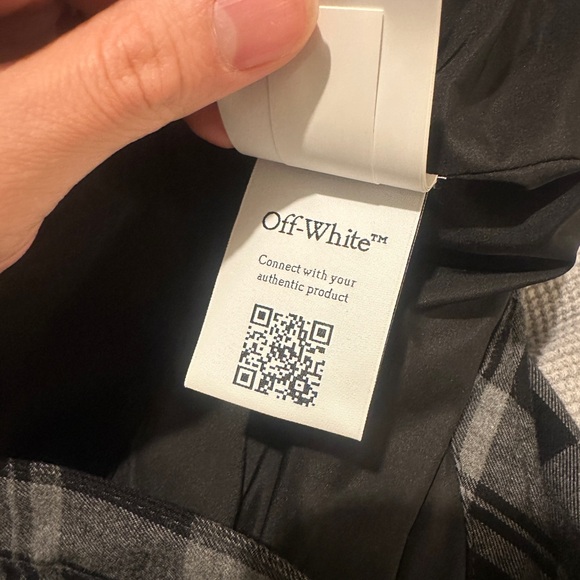 Off-White™
Connect with your
authentic product